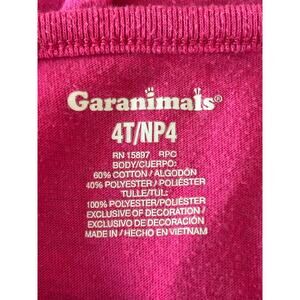 Garanimals®
4T/NP4
RN 15897 RPC
BODY/CUERPO:
60% COTTON / ALGODÓN
40% POLYESTER / POLIÉSTER
TULLE/TUL:
100% POLYESTER/POLIÉSTER
EXCLUSIVE OF DECORATION /
EXCLUSIVO DE DECORACIÓN
MADE IN / HECHO EN VIETNAM